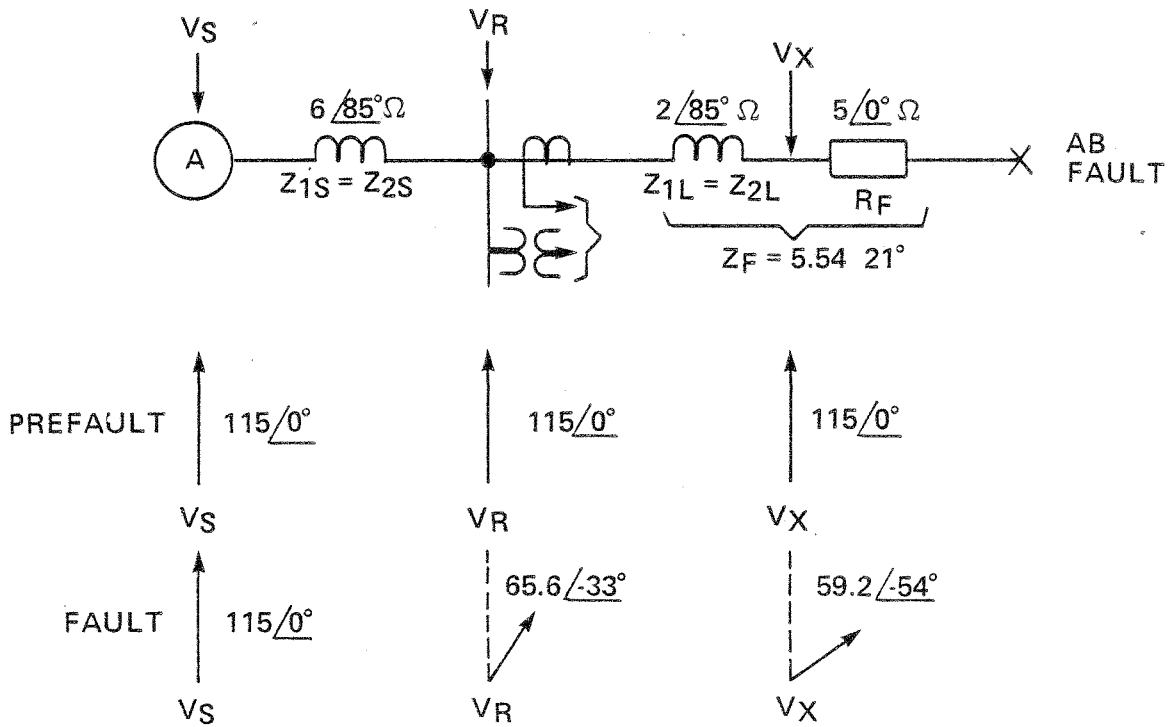 VS
VR
VX
6 /85° Ω
2 /85° Ω
5/0° Ω
A
AB
FAULT
Z1S = Z2S
Z1L = Z2L
RF
ZF = 5.54 21°
PREFAULT
115/0°
115/0°
115/0°
VS
VR
VX
FAULT
115/0°
65.6/-33°
59.2/-54°
VS
VR
VX